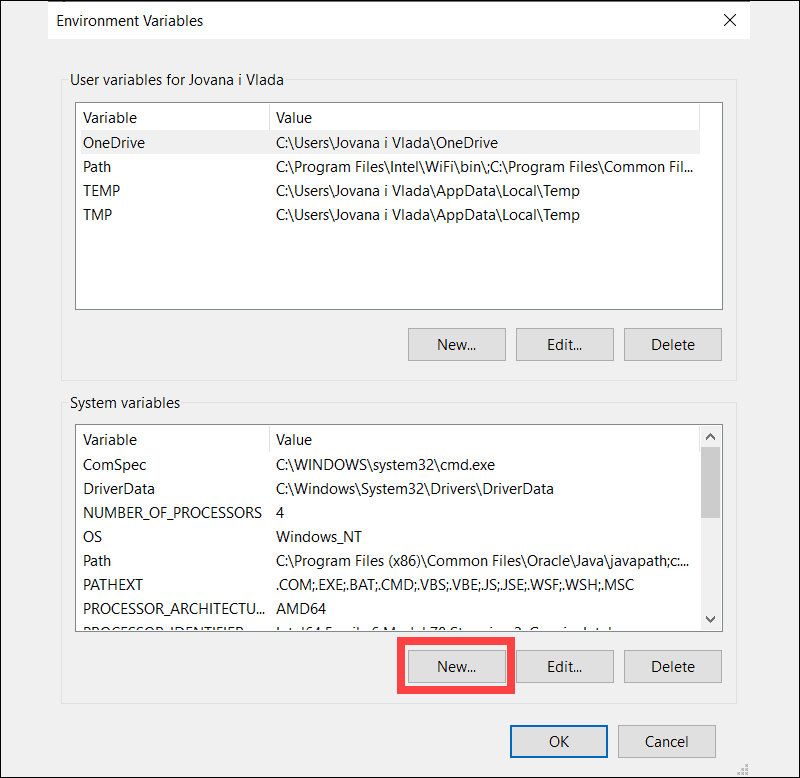 Environment Variables
User variables for Jovana i Vlada
Variable Value
OneDrive C:\Users\Jovana i Vlada\OneDrive
Path C:\Program Files\Intel\WiFi\bin\;C:\Program Files\Common Fil...
TEMP C:\Users\Jovana i Vlada\AppData\Local\Temp
TMP C:\Users\Jovana i Vlada\AppData\Local\Temp
New... Edit... Delete
System variables
Variable Value
ComSpec C:\WINDOWS\system32\cmd.exe
DriverData C:\Windows\System32\Drivers\DriverData
NUMBER_OF_PROCESSORS 4
OS Windows_NT
Path C:\Program Files (x86)\Common Files\Oracle\Java\javapath;c:...
PATHEXT .COM;.EXE;.BAT;.CMD;.VBS;.VBE;.JS;.JSE;.WSF;.WSH;.MSC
PROCESSOR_ARCHITECTU... AMD64
PROCESSOR_IDENTIFIER
New... Edit... Delete
OK Cancel